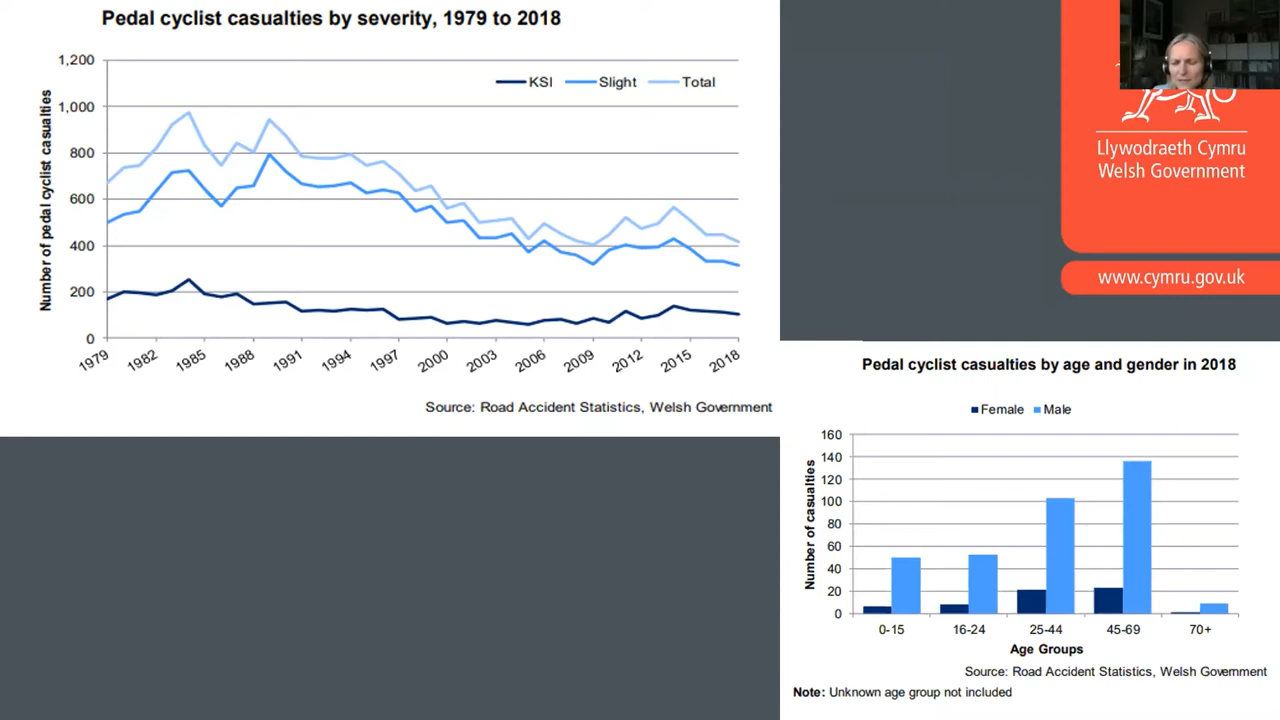 Pedal cyclist casualties by severity, 1979 to 2018
Number of pedal cyclist casualties
1,200
1,000
800
600
400
200
0
KSI Slight Total
1979 1982 1985 1988 1991 1994 1997 2000 2003 2006 2009 2012 2015 2018
Source: Road Accident Statistics, Welsh Government
Llywodraeth Cymru
Welsh Government
www.cymru.gov.uk
Pedal cyclist casualties by age and gender in 2018
Female Male
Number of casualties
160
140
120
100
80
60
40
20
0
0-15 16-24 25-44 45-69 70+
Age Groups
Source: Road Accident Statistics, Welsh Government
Note: Unknown age group not included